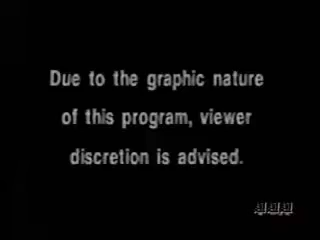 Due to the graphic nature
of this program, viewer
discretion is advised.